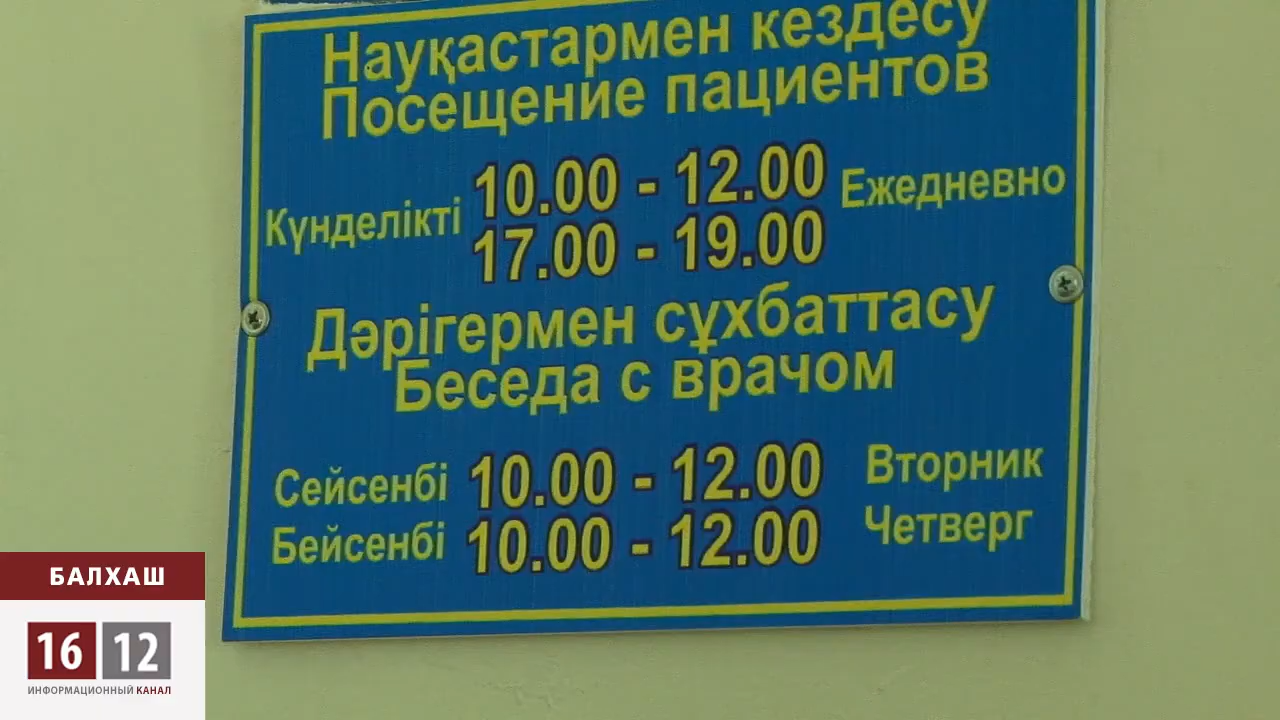 Науқастармен кездесу
Посещение пациентов
Күнделікті 10.00 - 12.00 Ежедневно
17.00 - 19.00
Дәрігермен сұхбаттасу
Беседа с врачом
Сейсенбі 10.00 - 12.00 Вторник
Бейсенбі 10.00 - 12.00 Четверг
БАЛХАШ
16 12
ИНФОРМАЦИОННЫЙ КАНАЛ